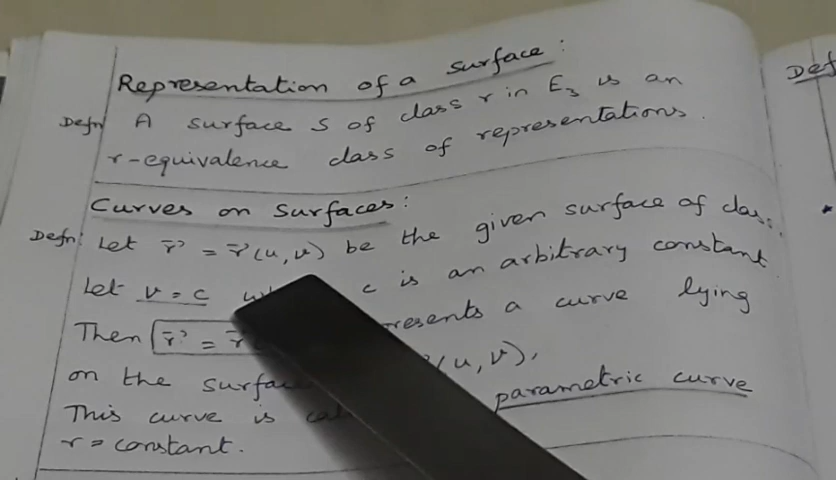 Representation of a surface:
Defn A surface S of class r in E₃ is an
r-equivalence class of representations.
Curves on surfaces:
Defn: Let r⃗ = r⃗(u, v) be the given surface of class
Let v = c c is an arbitrary constant
Then r⃗ = r⃗ a curve lying
on the (u, v),
This curve is parametric curve
r = constant.
Def